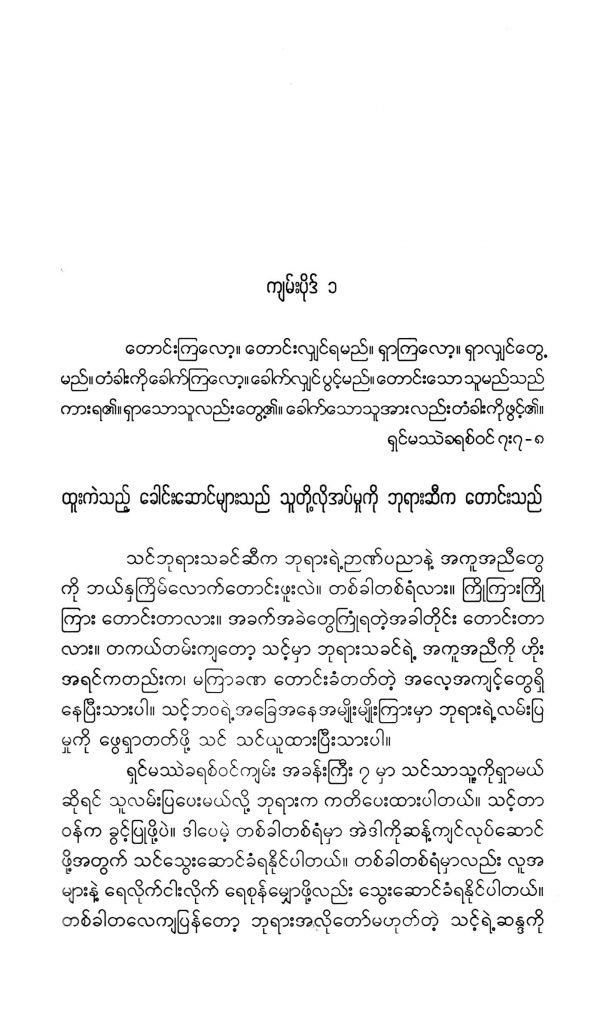 ကျမ်းပိုဒ် ၁
တောင်းကြလော့။ တောင်းလျှင်ရမည်။ ရှာကြလော့။ ရှာလျှင်တွေ့
မည်။ တံခါးကိုခေါက်ကြလော့။ ခေါက်လျှင်ပွင့်မည်။ တောင်းသောသူမည်သည်
ကားရ၏။ ရှာသောသူလည်းတွေ့၏။ ခေါက်သောသူအားလည်းတံခါးကိုဖွင့်၏။
ရှင်မဿဲခရစ်ဝင် ၇း၇-၈
ထူးကဲသည့် ခေါင်းဆောင်များသည် သူတို့လိုအပ်မှုကို ဘုရားဆီက တောင်းသည်
သင်ဘုရားသခင်ဆီက ဘုရားရဲ့ဉာဏ်ပညာနဲ့ အကူအညီတွေ
ကို ဘယ်နှကြိမ်လောက်တောင်းဖူးလဲ။ တစ်ခါတစ်ရံလား။ ကြိုကြားကြို
ကြား တောင်းတာလား။ အခက်အခဲတွေကြုံရတဲ့အခါတိုင်း တောင်းတာ
လား။ တကယ်တမ်းကျတော့ သင့်မှာ ဘုရားသခင်ရဲ့ အကူအညီကို ဟိုး
အရင်ကတည်းက၊ မကြာခဏ တောင်းခံတတ်တဲ့ အလေ့အကျင့်တွေရှိ
နေပြီးသားပါ။ သင့်ဘဝရဲ့အခြေအနေအမျိုးမျိုးကြားမှာ ဘုရားရဲ့လမ်းပြ
မှုကို ဖွေရှာတတ်ဖို့ သင် သင်ယူထားပြီးသားပါ။
ရှင်မဿဲခရစ်ဝင်ကျမ်း အခန်းကြီး ၇ မှာ သင်သာသူ့ကိုရှာမယ်
ဆိုရင် သူလမ်းပြပေးမယ်လို့ ဘုရားက ကတိပေးထားပါတယ်။ သင့်တာ
ဝန်က ခွင့်ပြုဖို့ပဲ။ ဒါပေမဲ့ တစ်ခါတစ်ရံမှာ အဲဒါကိုဆန့်ကျင်လုပ်ဆောင်
ဖို့အတွက် သင်သွေးဆောင်ခံရနိုင်ပါတယ်။ တစ်ခါတစ်ရံမှာလည်း လူအ
များနဲ့ ရေလိုက်ငါးလိုက် ရေစုန်မျှောဖို့လည်း သွေးဆောင်ခံရနိုင်ပါတယ်။
တစ်ခါတလေကျပြန်တော့ ဘုရားအလိုတော်မဟုတ်တဲ့ သင့်ရဲ့ဆန္ဒကို